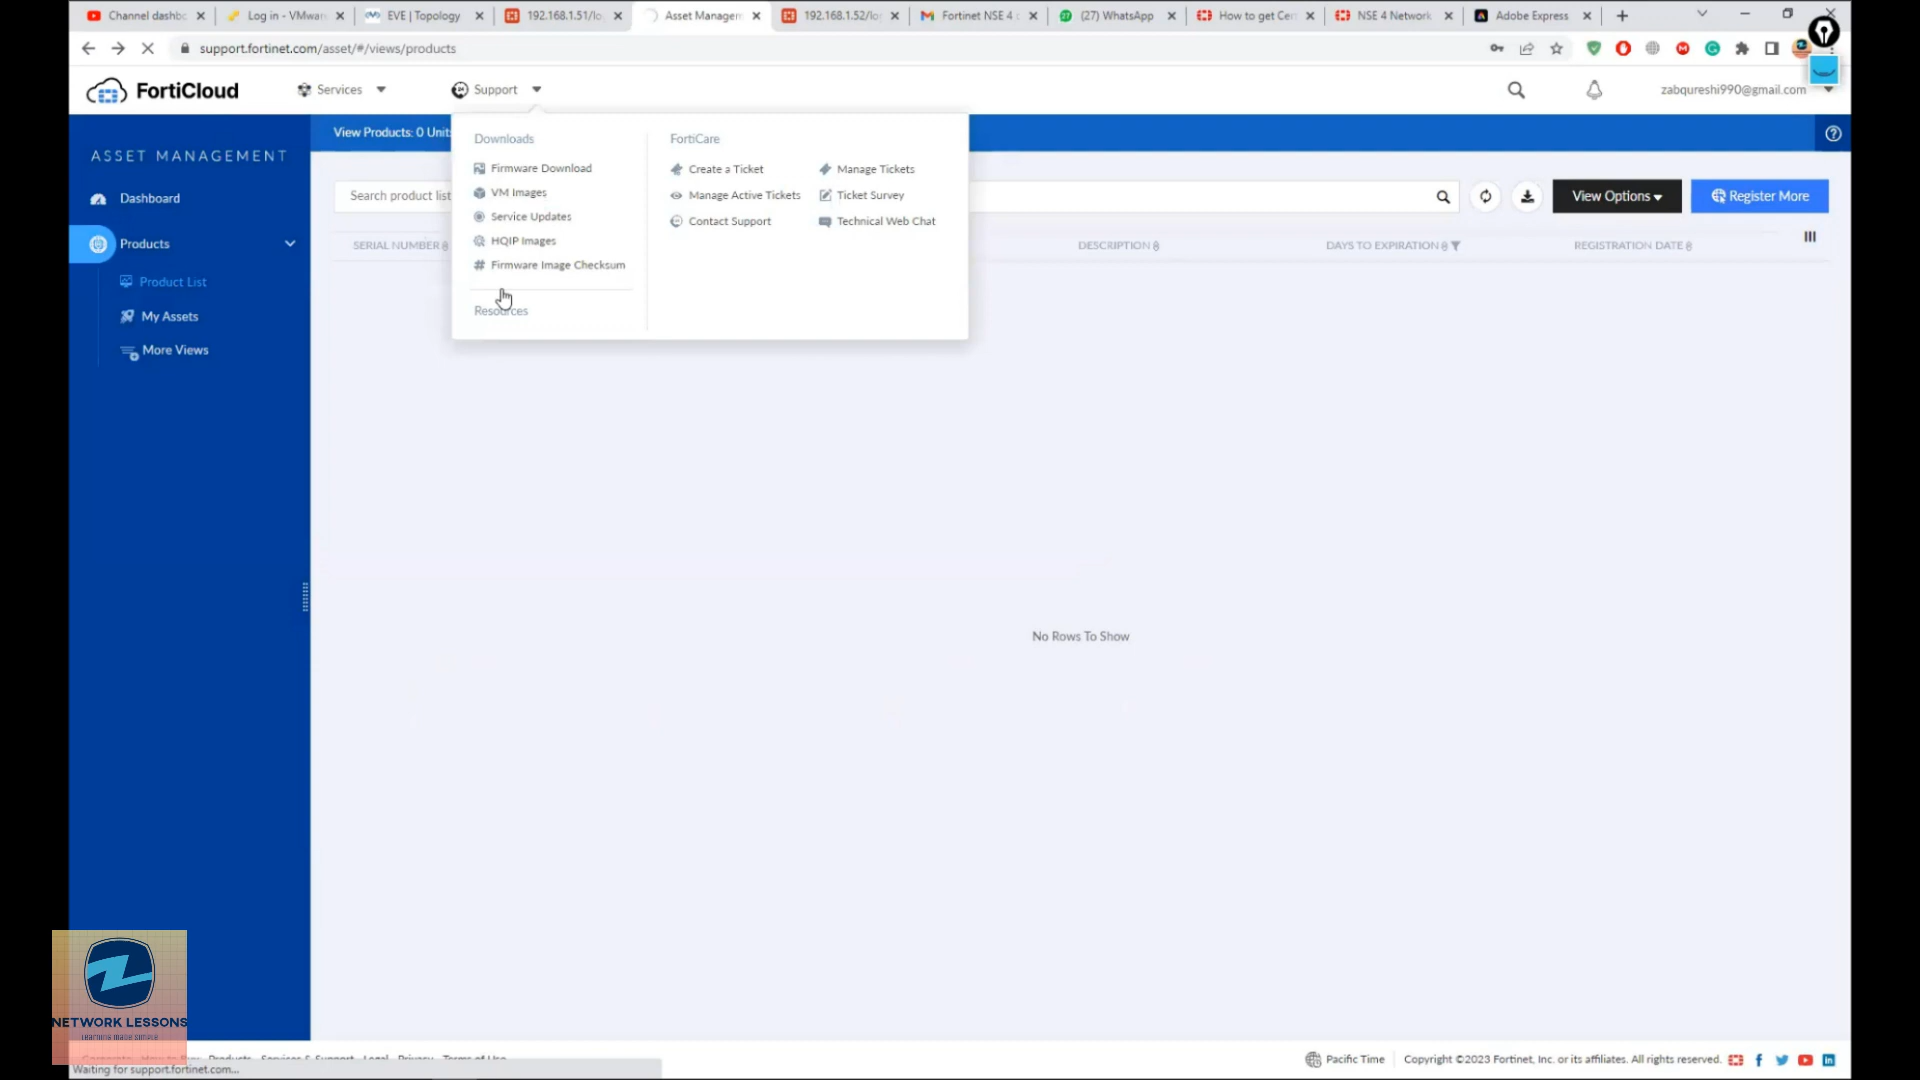 Channel dashbo
Log in - VMwar
EVE | Topology
192.168.1.51/lo
Asset Managem
192.168.1.52/lo
Fortinet NSE 4
(27) WhatsApp
How to get Cer
NSE 4 Network
Adobe Express
support.fortinet.com/asset/#/views/products
FortiCloud
Services
Support
zabqureshi990@gmail.com
View Products: 0 Unit
ASSET MANAGEMENT
Dashboard
Products
Product List
My Assets
More Views
Downloads
Firmware Download
VM Images
Service Updates
HQIP Images
Firmware Image Checksum
Resources
FortiCare
Create a Ticket
Manage Tickets
Manage Active Tickets
Ticket Survey
Contact Support
Technical Web Chat
Search product list
View Options
Register More
SERIAL NUMBER
DESCRIPTION
DAYS TO EXPIRATION
REGISTRATION DATE
No Rows To Show
NETWORK LESSONS
Learning made simple
Waiting for support.fortinet.com...
Pacific Time
Copyright ©2023 Fortinet, Inc. or its affiliates. All rights reserved.